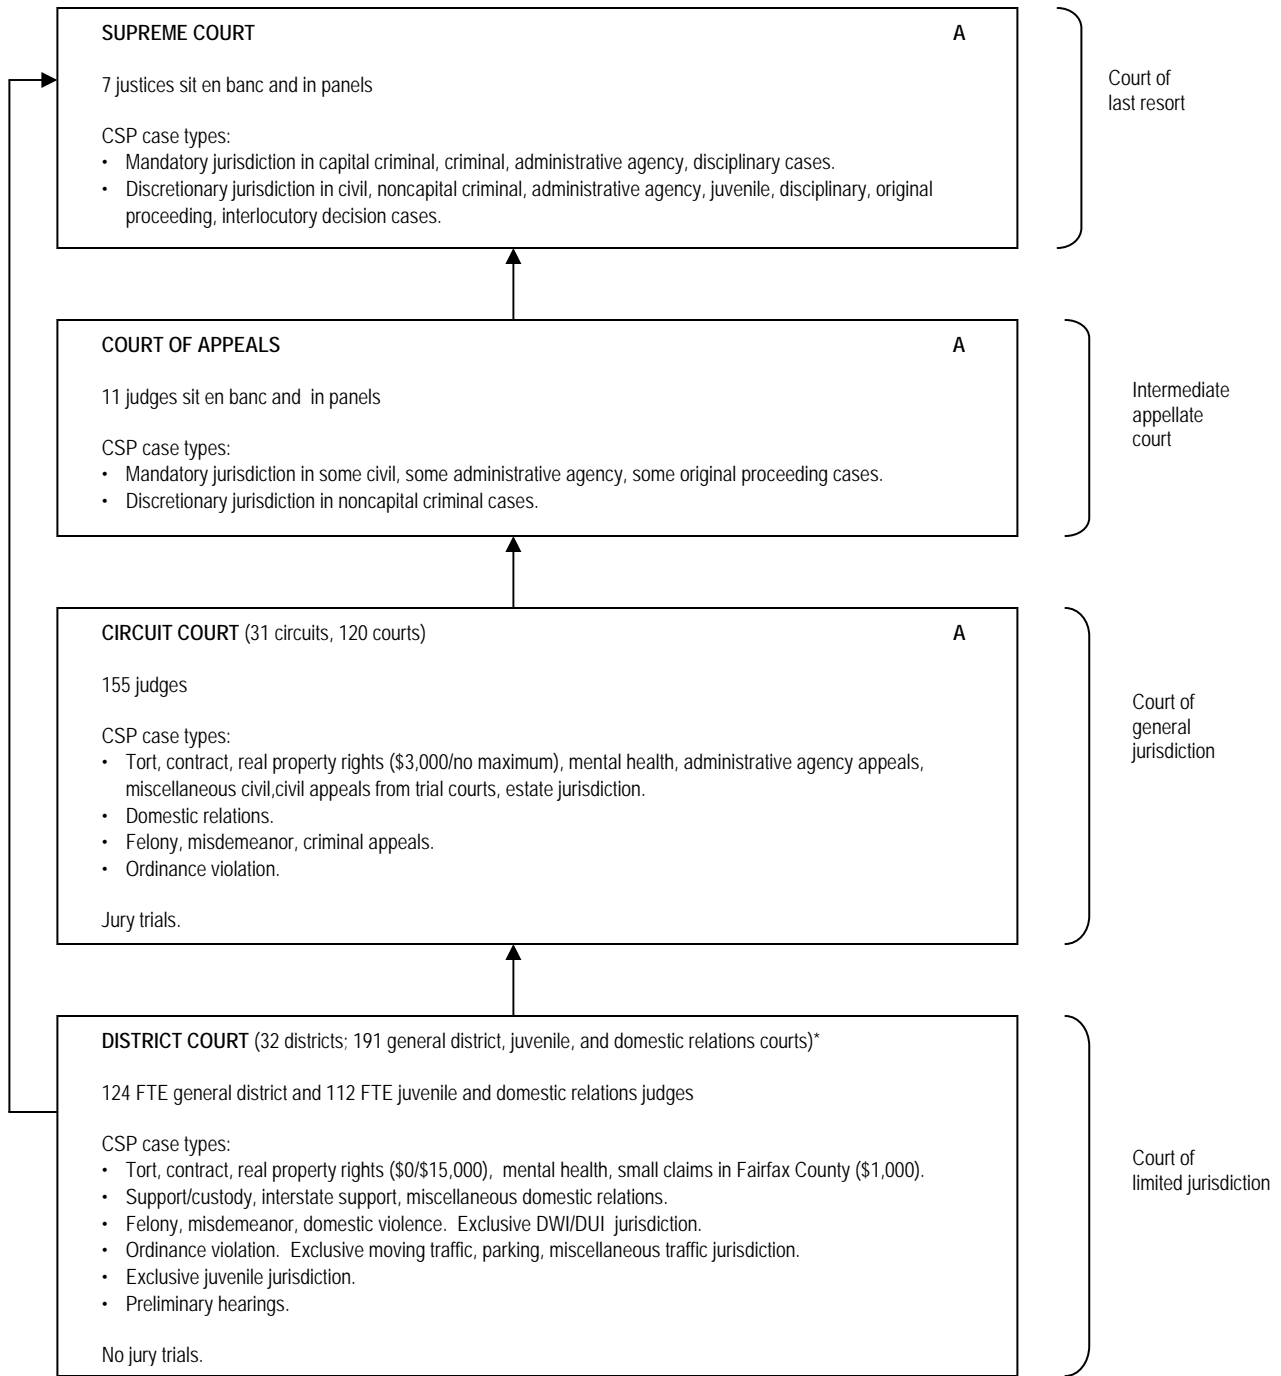 SUPREME COURT A
7 justices sit en banc and in panels
CSP case types:
• Mandatory jurisdiction in capital criminal, criminal, administrative agency, disciplinary cases.
• Discretionary jurisdiction in civil, noncapital criminal, administrative agency, juvenile, disciplinary, original
proceeding, interlocutory decision cases.
Court of
last resort
COURT OF APPEALS A
11 judges sit en banc and in panels
CSP case types:
• Mandatory jurisdiction in some civil, some administrative agency, some original proceeding cases.
• Discretionary jurisdiction in noncapital criminal cases.
Intermediate
appellate
court
CIRCUIT COURT (31 circuits, 120 courts) A
155 judges
CSP case types:
• Tort, contract, real property rights ($3,000/no maximum), mental health, administrative agency appeals,
miscellaneous civil,civil appeals from trial courts, estate jurisdiction.
• Domestic relations.
• Felony, misdemeanor, criminal appeals.
• Ordinance violation.
Jury trials.
Court of
general
jurisdiction
DISTRICT COURT (32 districts; 191 general district, juvenile, and domestic relations courts)*
124 FTE general district and 112 FTE juvenile and domestic relations judges
CSP case types:
• Tort, contract, real property rights ($0/$15,000), mental health, small claims in Fairfax County ($1,000).
• Support/custody, interstate support, miscellaneous domestic relations.
• Felony, misdemeanor, domestic violence. Exclusive DWI/DUI jurisdiction.
• Ordinance violation. Exclusive moving traffic, parking, miscellaneous traffic jurisdiction.
• Exclusive juvenile jurisdiction.
• Preliminary hearings.
No jury trials.
Court of
limited jurisdiction